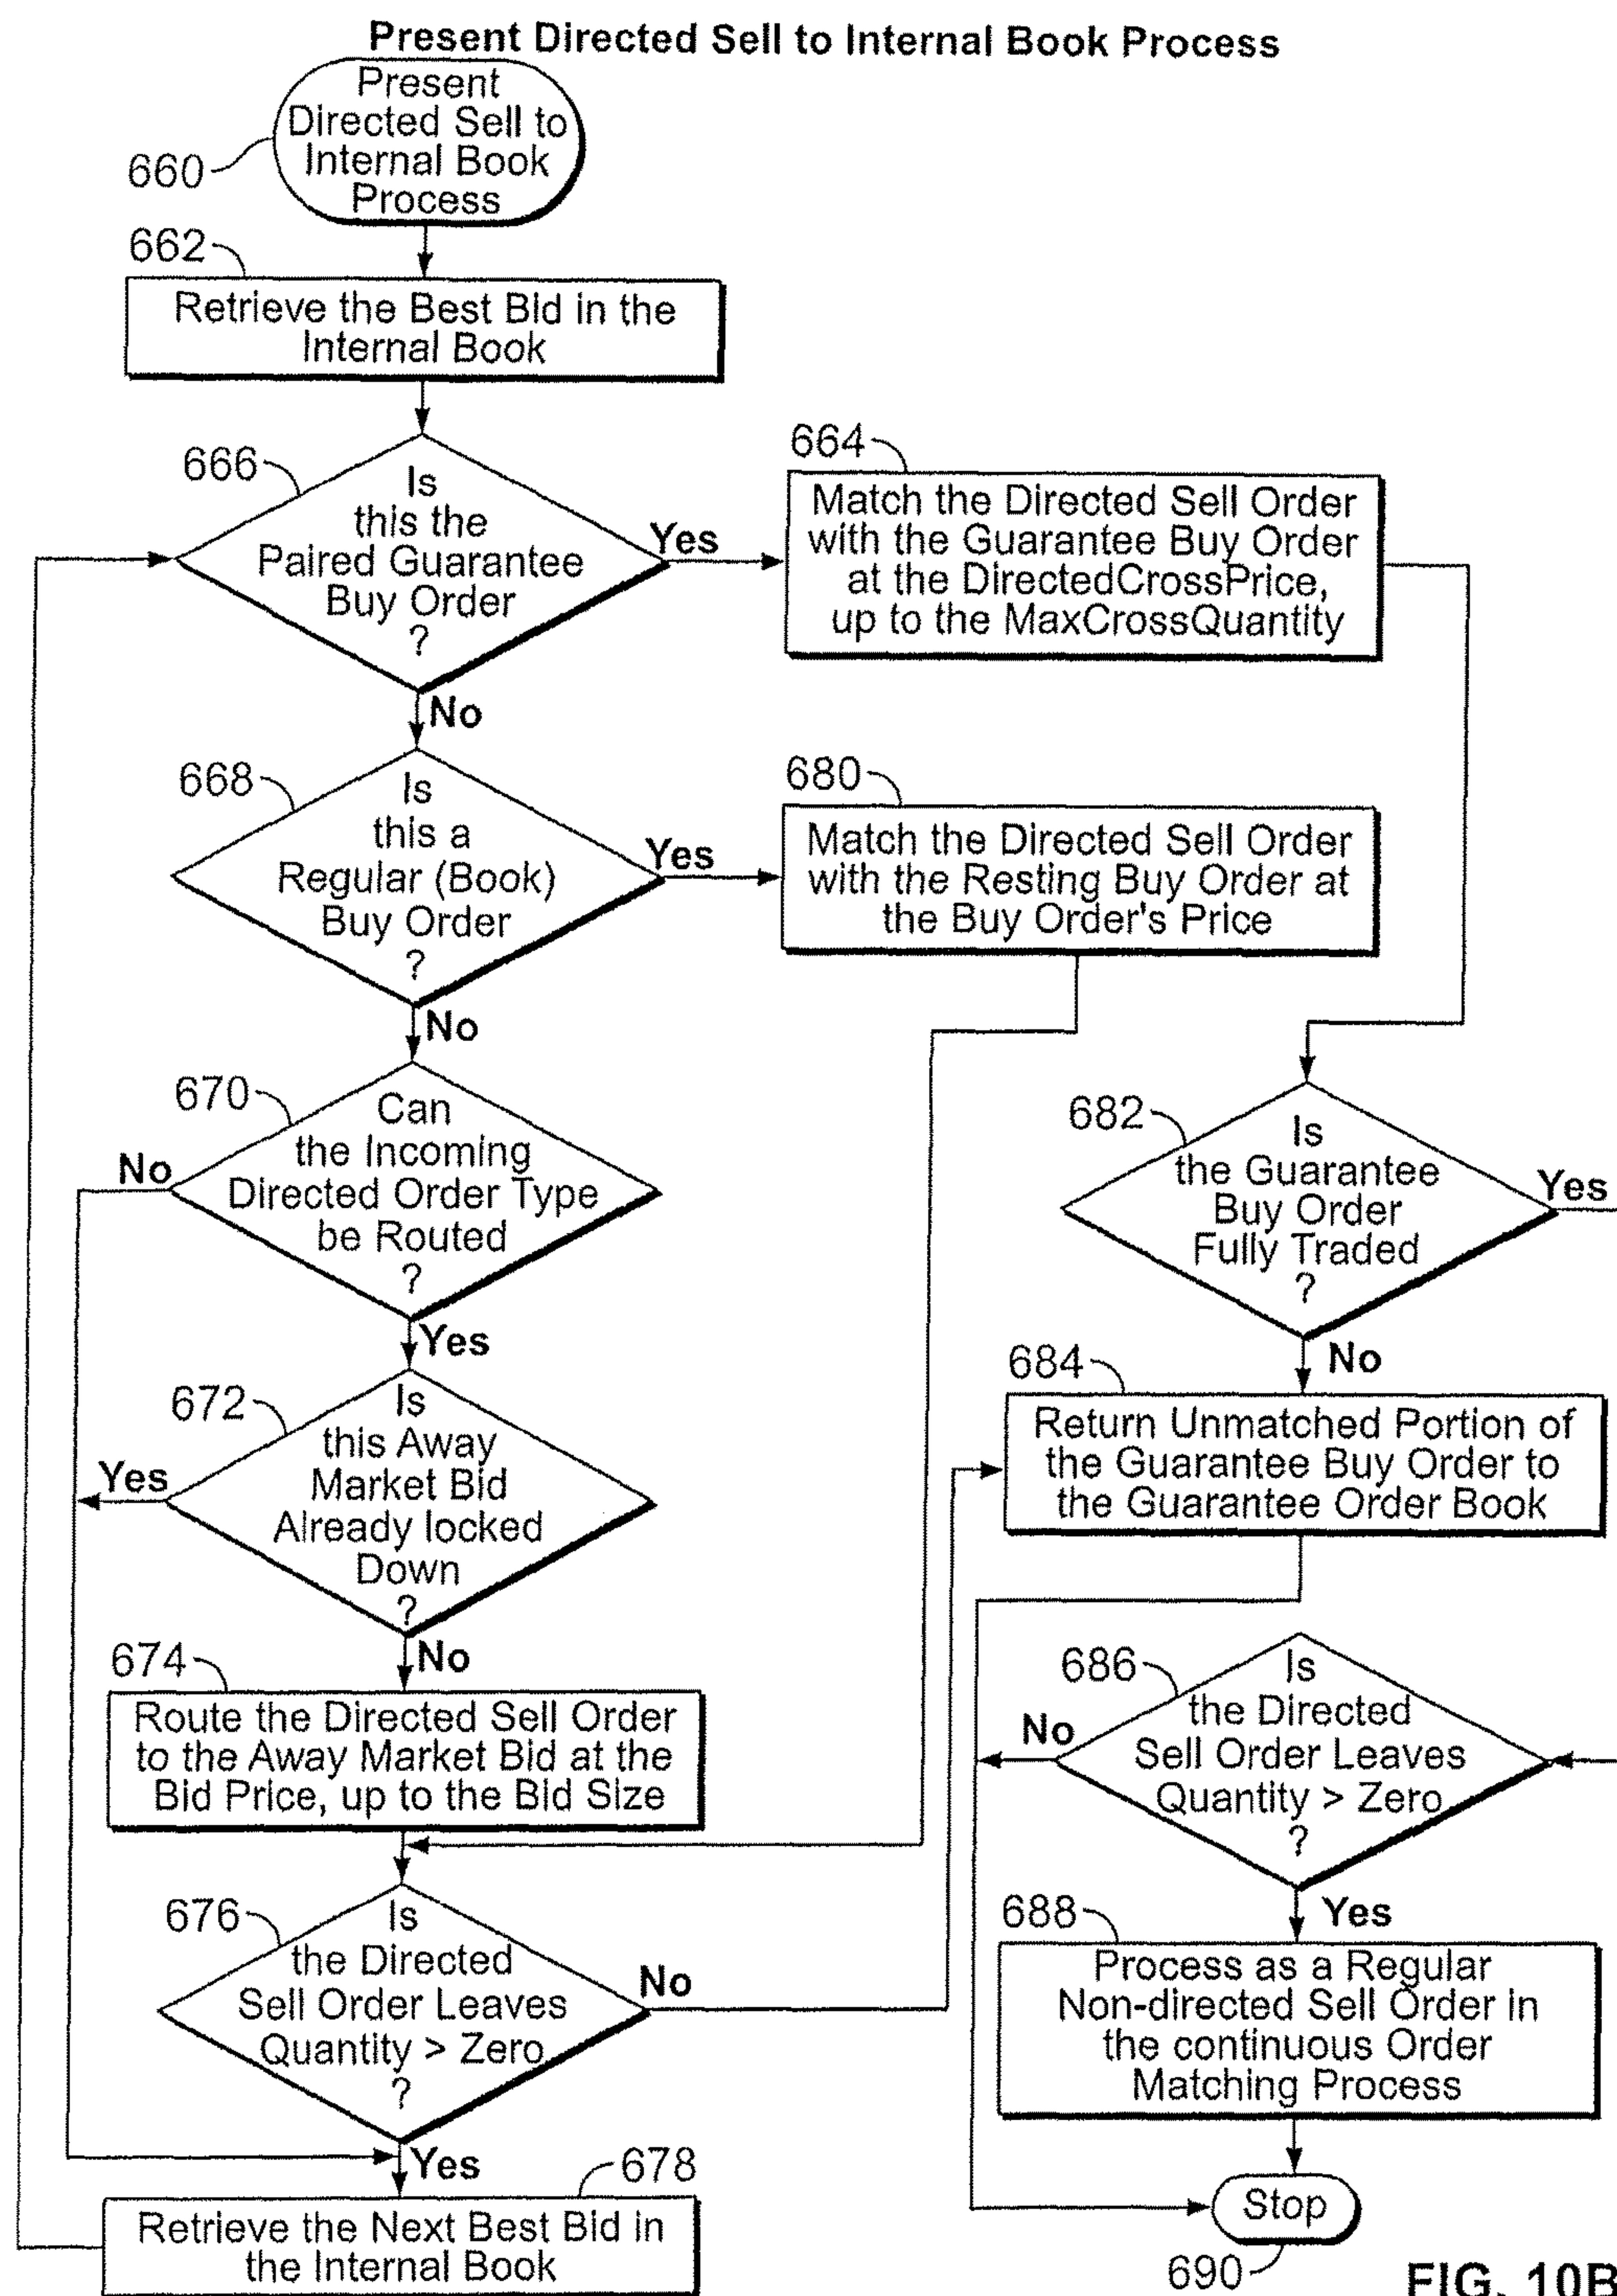 Present Directed Sell to Internal Book Process
Present
Directed Sell to
Internal Book
Process
660
662
Retrieve the Best Bid in the
Internal Book
666
Is
this the
Paired Guarantee
Buy Order
?
Yes
No
664
Match the Directed Sell Order
with the Guarantee Buy Order
at the DirectedCrossPrice,
up to the MaxCrossQuantity
668
Is
this a
Regular (Book)
Buy Order
?
Yes
No
680
Match the Directed Sell Order
with the Resting Buy Order at
the Buy Order's Price
670
Can
the Incoming
Directed Order Type
be Routed
?
No
Yes
682
Is
the Guarantee
Buy Order
Fully Traded
?
Yes
No
672
Is
this Away
Market Bid
Already locked
Down
?
Yes
No
684
Return Unmatched Portion of
the Guarantee Buy Order to
the Guarantee Order Book
674
Route the Directed Sell Order
to the Away Market Bid at the
Bid Price, up to the Bid Size
686
Is
the Directed
Sell Order Leaves
Quantity > Zero
?
No
Yes
676
Is
the Directed
Sell Order Leaves
Quantity > Zero
?
No
Yes
688
Process as a Regular
Non-directed Sell Order in
the continuous Order
Matching Process
678
Retrieve the Next Best Bid in
the Internal Book
Stop
690
FIG. 10B